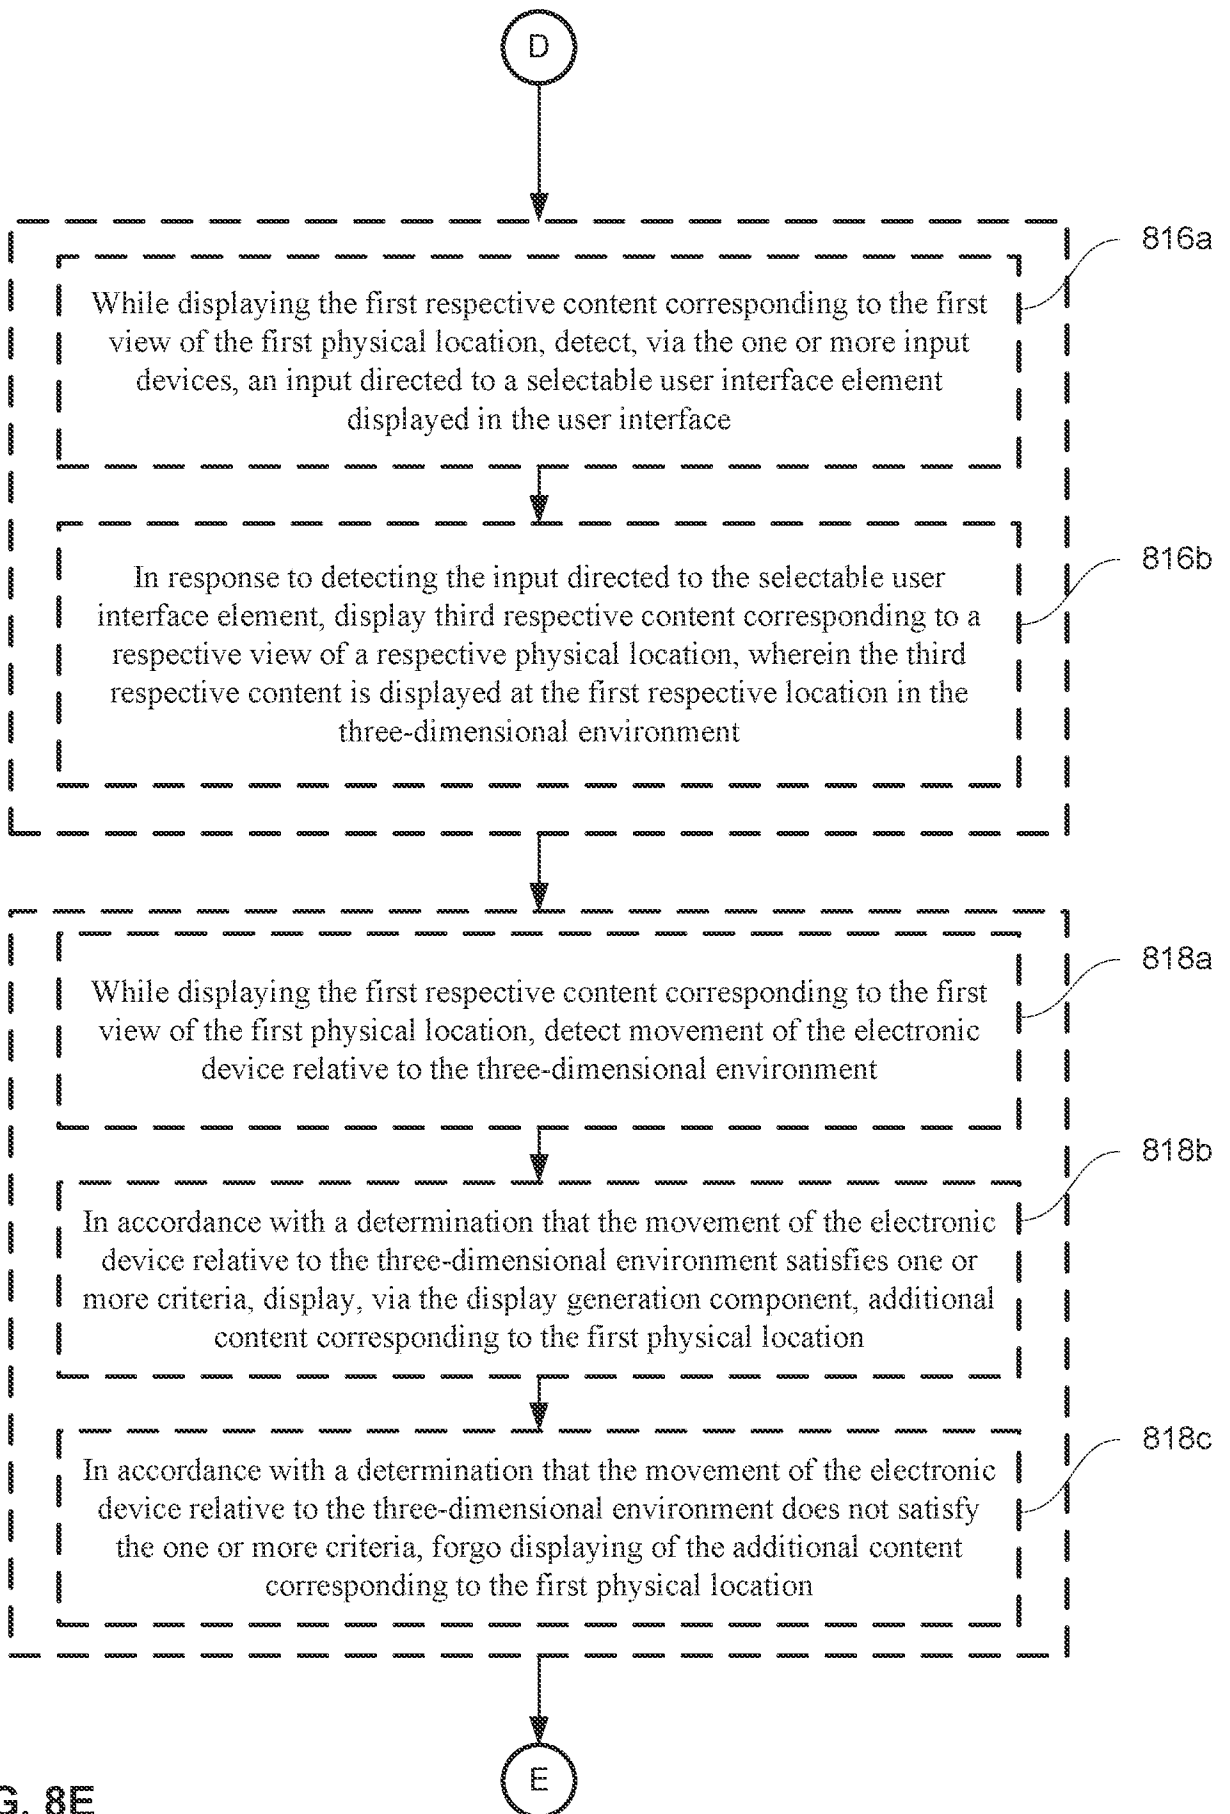 D
816a
While displaying the first respective content corresponding to the first
view of the first physical location, detect, via the one or more input
devices, an input directed to a selectable user interface element
displayed in the user interface
816b
In response to detecting the input directed to the selectable user
interface element, display third respective content corresponding to a
respective view of a respective physical location, wherein the third
respective content is displayed at the first respective location in the
three-dimensional environment
818a
While displaying the first respective content corresponding to the first
view of the first physical location, detect movement of the electronic
device relative to the three-dimensional environment
818b
In accordance with a determination that the movement of the electronic
device relative to the three-dimensional environment satisfies one or
more criteria, display, via the display generation component, additional
content corresponding to the first physical location
818c
In accordance with a determination that the movement of the electronic
device relative to the three-dimensional environment does not satisfy
the one or more criteria, forgo displaying of the additional content
corresponding to the first physical location
E
G. 8E